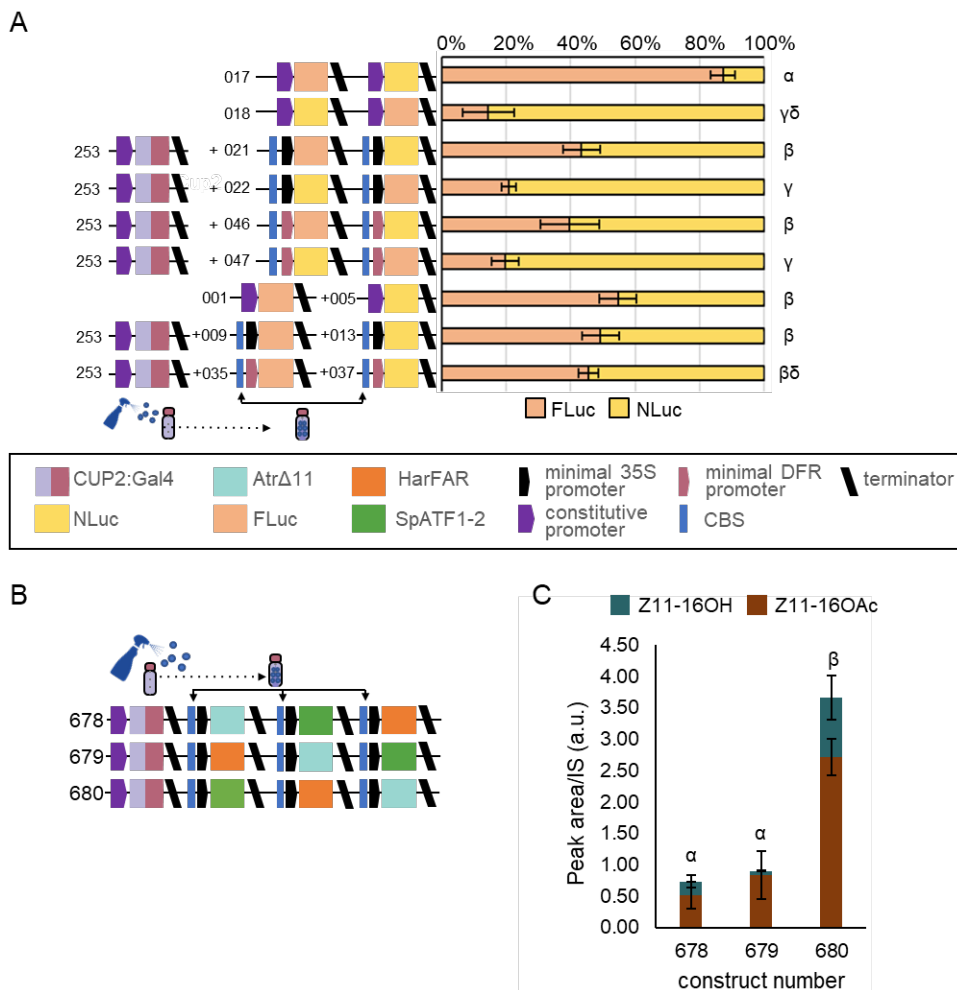 A
0% 20% 40% 60% 80% 100%
017 α
018 γδ
253 + 021 β
253 + 022 γ
253 + 046 β
253 + 047 γ
001 +005 β
253 +009 +013 β
253 +035 +037 βδ
FLuc NLuc
CUP2:Gal4 AtrΔ11 HarFAR minimal 35S promoter minimal DFR promoter terminator
NLuc FLuc SpATF1-2 constitutive promoter CBS
B
678
679
680
C
Z11-16OH Z11-16OAc
4.50
4.00
3.50
3.00
2.50
2.00
1.50
1.00
0.50
0.00
Peak area/IS (a.u.)
α α β
678 679 680
construct number